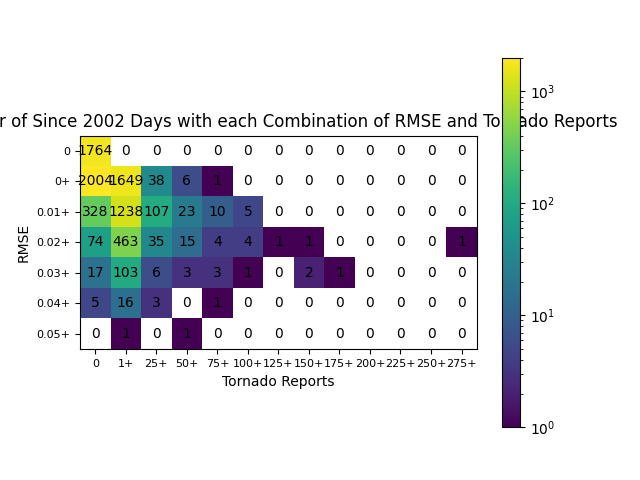 r of Since 2002 Days with each Combination of RMSE and Tornado Reports
RMSE
0 1764 0 0 0 0 0 0 0 0 0 0 0 0
0+ 2004 1649 38 6 1 0 0 0 0 0 0 0 0
0.01+ 328 1238 107 23 10 5 0 0 0 0 0 0 0
0.02+ 74 463 35 15 4 4 1 1 0 0 0 0 1
0.03+ 17 103 6 3 3 1 0 2 1 0 0 0 0
0.04+ 5 16 3 0 1 0 0 0 0 0 0 0 0
0.05+ 0 1 0 1 0 0 0 0 0 0 0 0 0
0 1+ 25+ 50+ 75+ 100+ 125+ 150+ 175+ 200+ 225+ 250+ 275+
Tornado Reports
10³
10²
10¹
10⁰